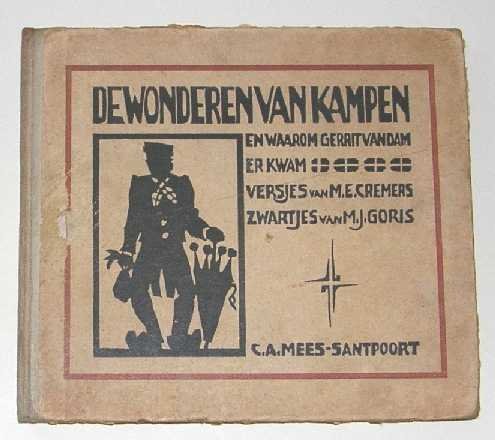 DE WONDEREN VAN KAMPEN
EN WAAROM GERRIT VAN DAM
ER KWAM
VERSJES VAN M.E. CREMERS
ZWARTJES VAN M.J. GORIS
C.A. MEES-SANTPOORT